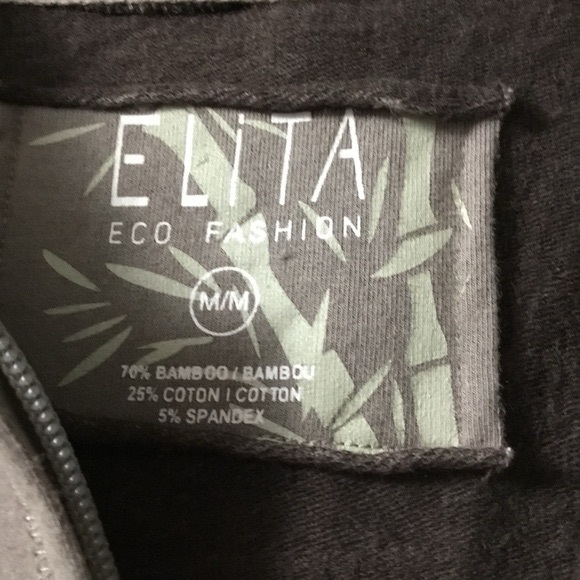 ELiTA
ECO FASHION
M/M
70% BAMBOO / BAMBOU
25% COTON / COTTON
5% SPANDEX